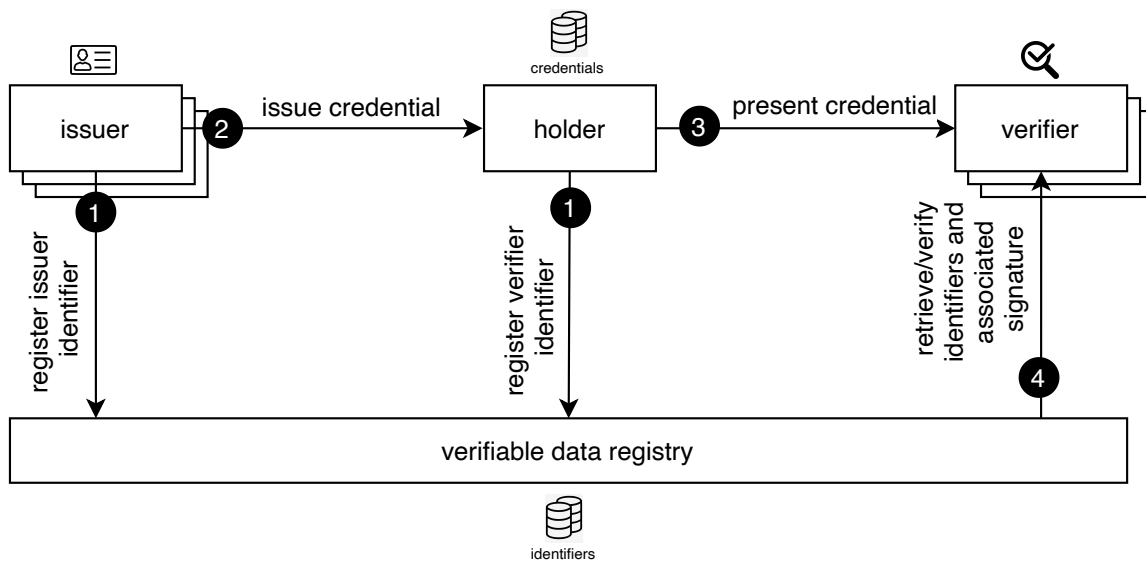 credentials
issuer
2
issue credential
holder
3
present credential
verifier
1
register issuer
identifier
1
register verifier
identifier
retrieve/verify
identifiers and
associated
signature
4
verifiable data registry
identifiers